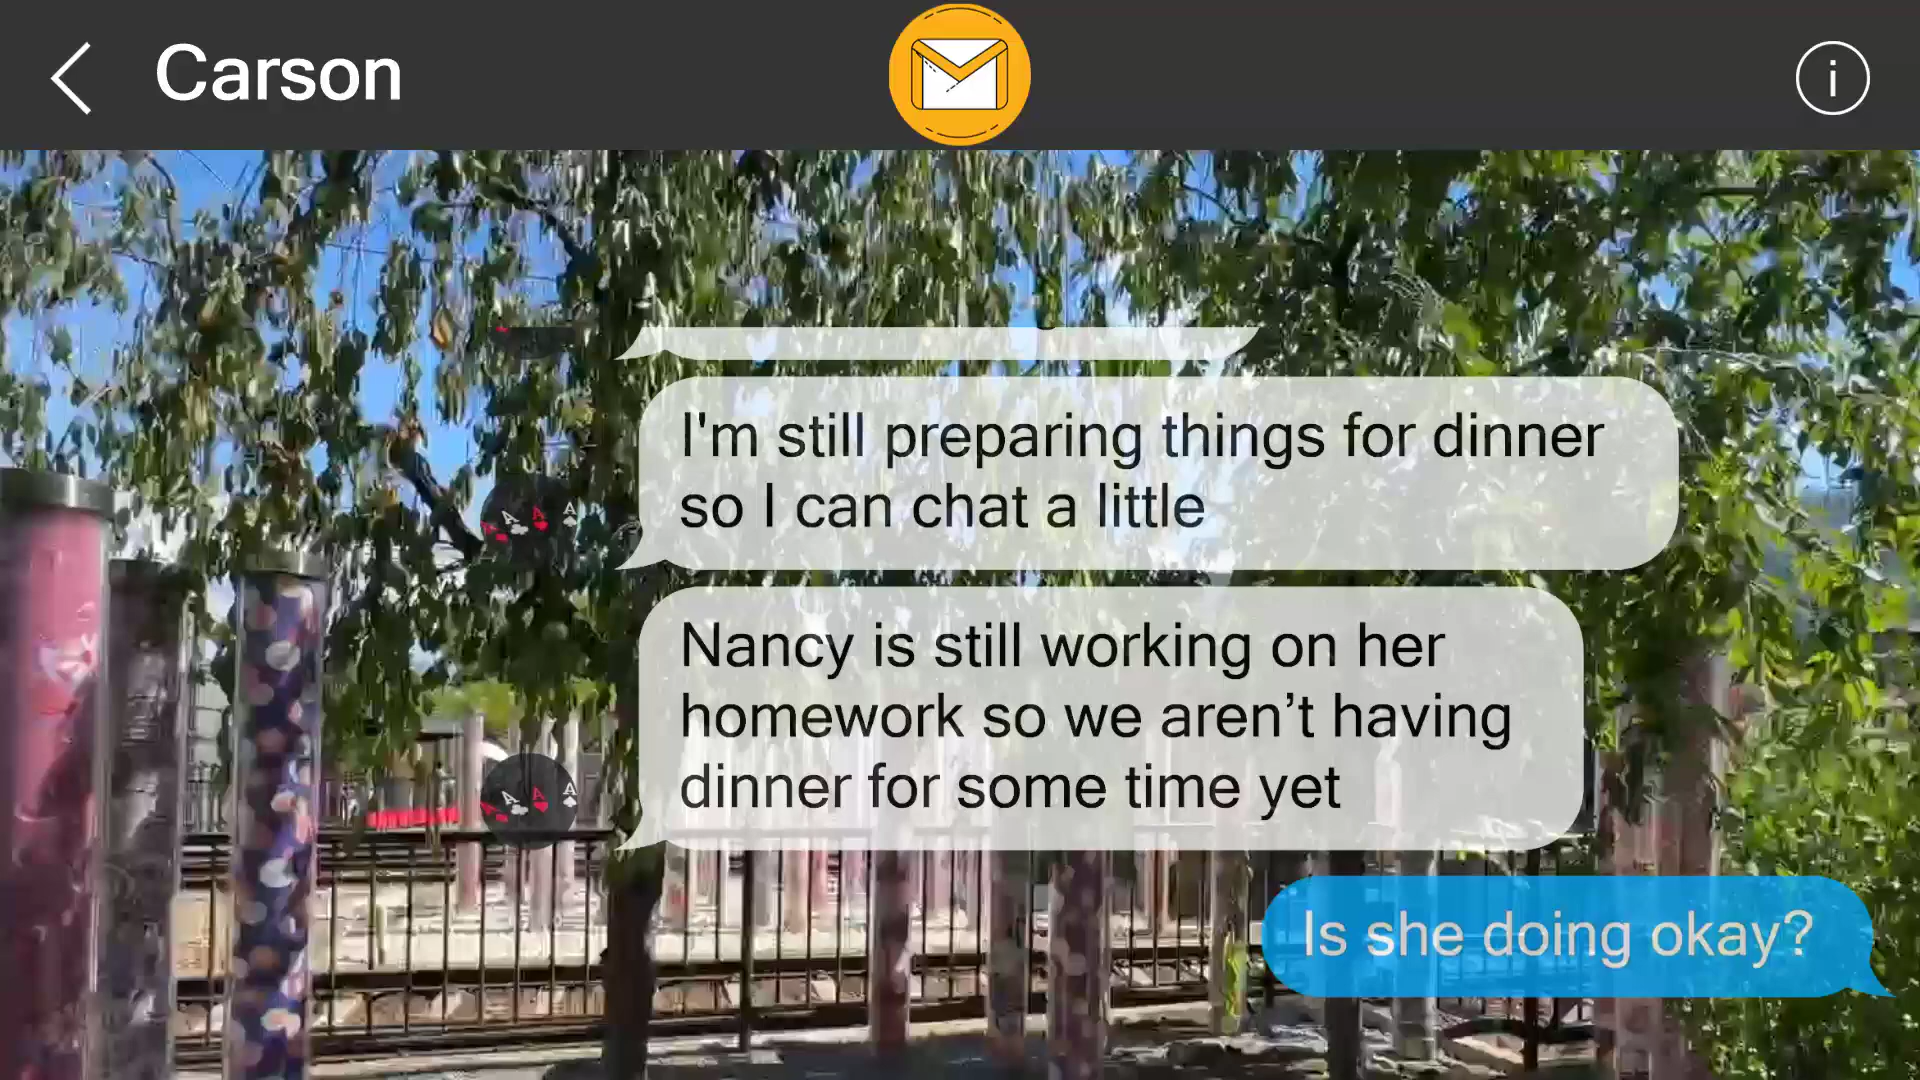 Carson
i
I'm still preparing things for dinner
so I can chat a little
A A A A
Nancy is still working on her
homework so we aren’t having
dinner for some time yet
A A A A
Is she doing okay?